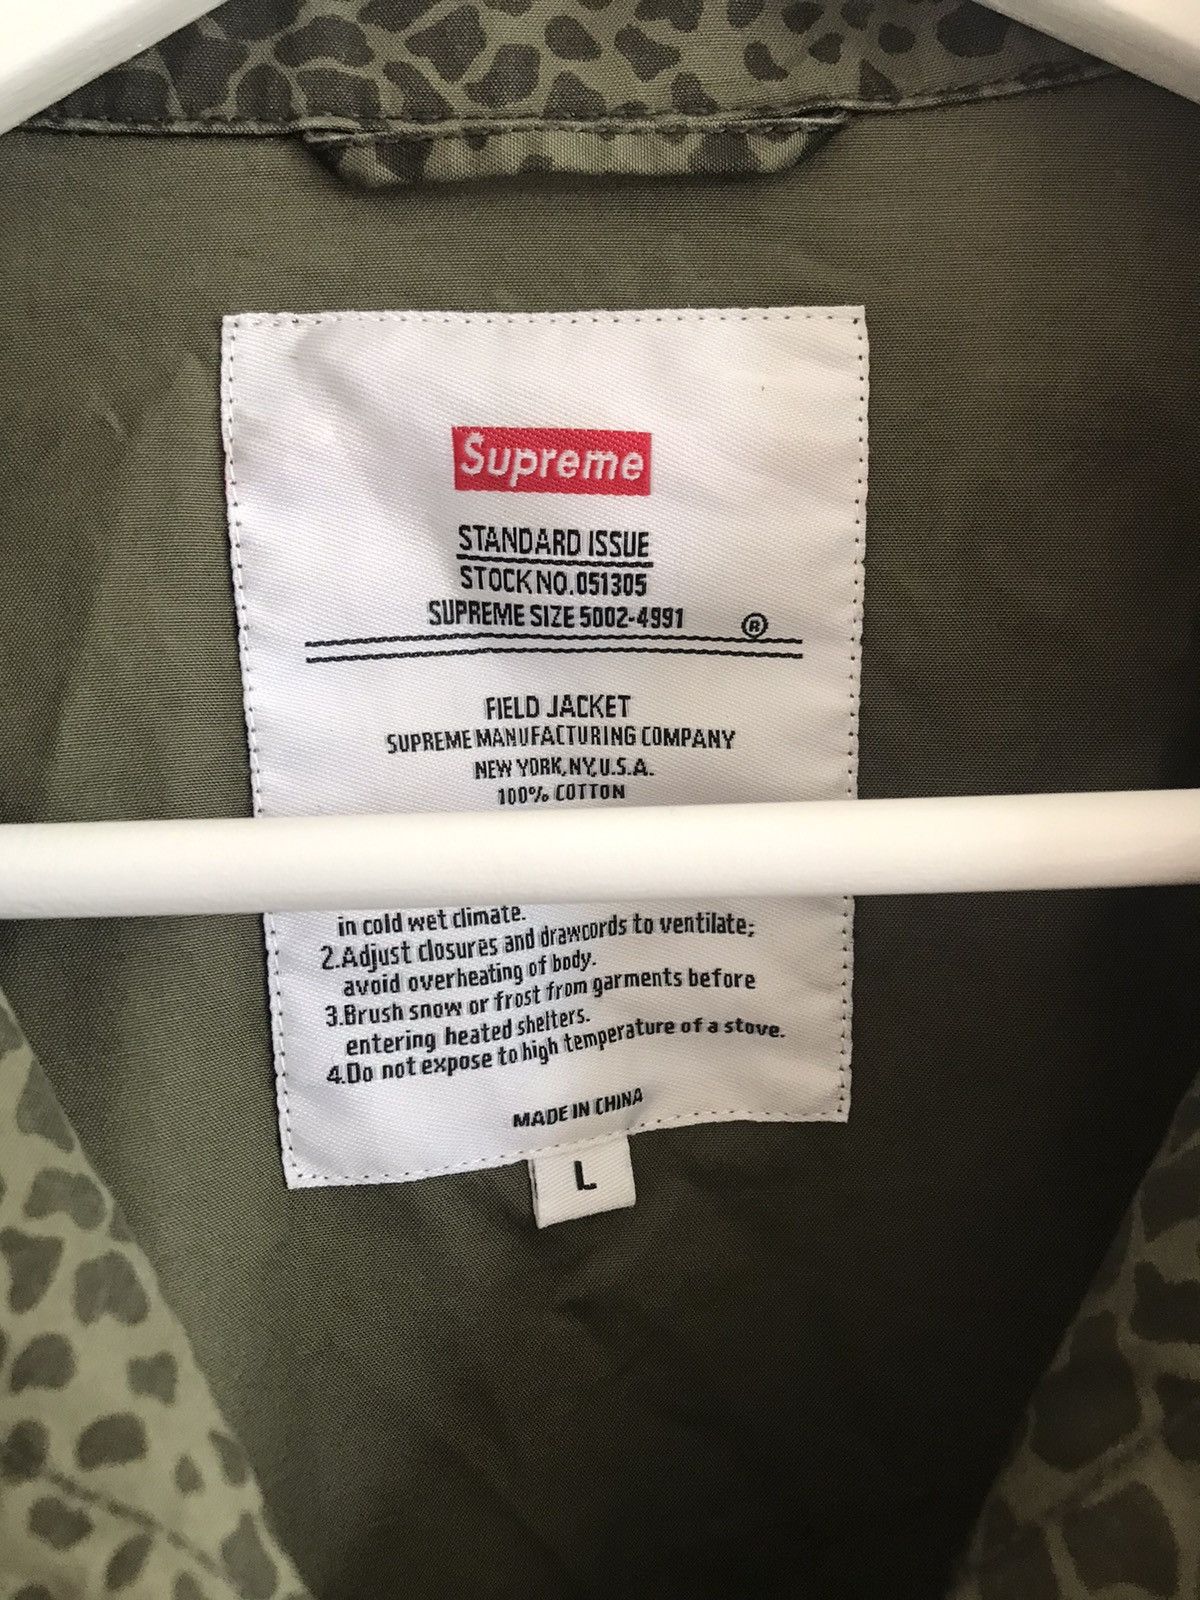 Supreme
STANDARD ISSUE
STOCK NO.051305
SUPREME SIZE 5002-4991 ®
FIELD JACKET
SUPREME MANUFACTURING COMPANY
NEW YORK,NY,U.S.A.
100% COTTON
in cold wet climate.
2.Adjust closures and drawcords to ventilate;
avoid overheating of body.
3.Brush snow or frost from garments before
entering heated shelters.
4.Do not expose to high temperature of a stove.
MADE IN CHINA
L